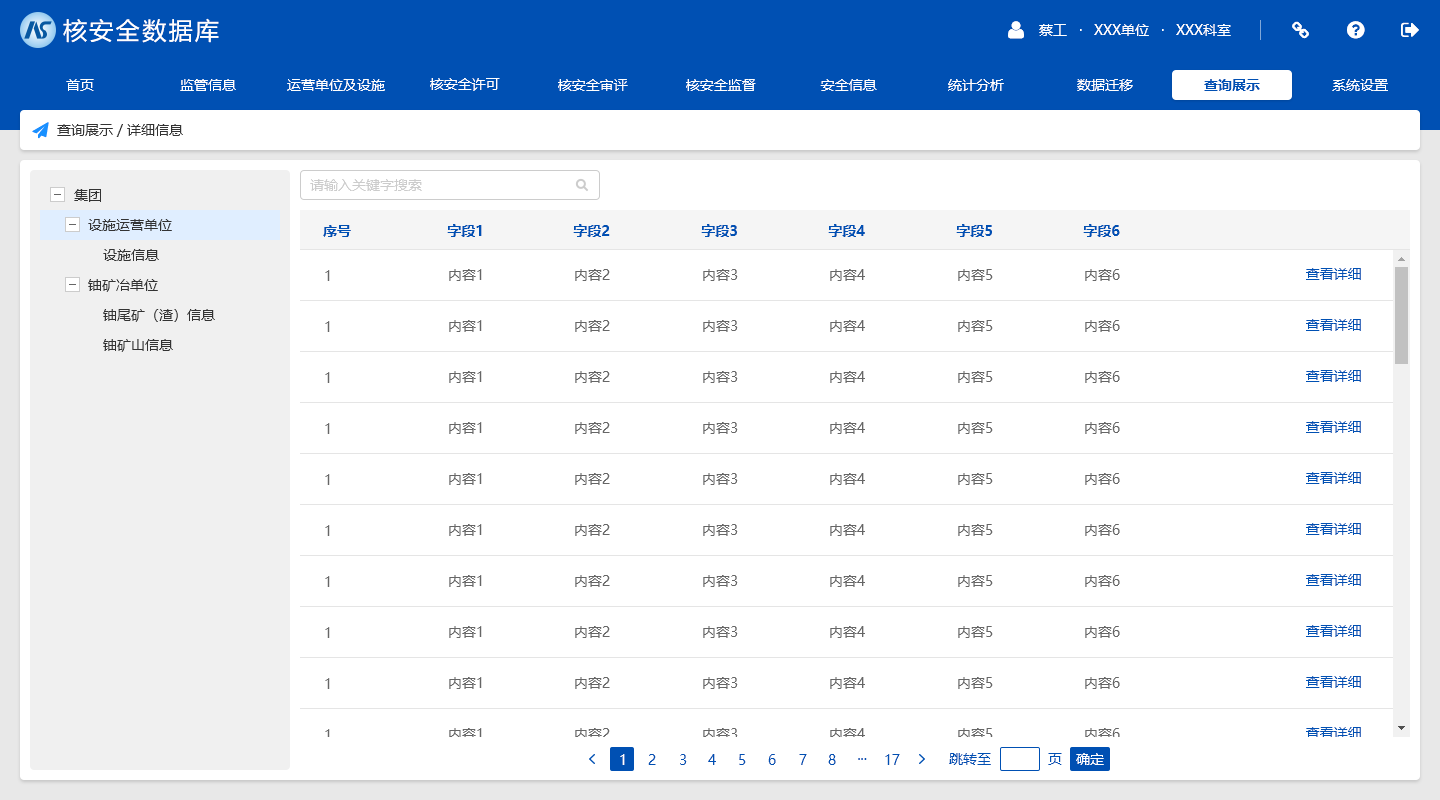 核安全数据库
蔡工 · XXX单位 · XXX科室
首页 监管信息 运营单位及设施 核安全许可 核安全审评 核安全监督 安全信息 统计分析 数据迁移 查询展示 系统设置
查询展示 / 详细信息
集团
设施运营单位
设施信息
铀矿冶单位
铀尾矿（渣）信息
铀矿山信息
请输入关键字搜索
序号 字段1 字段2 字段3 字段4 字段5 字段6
1 内容1 内容2 内容3 内容4 内容5 内容6 查看详细
1 内容1 内容2 内容3 内容4 内容5 内容6 查看详细
1 内容1 内容2 内容3 内容4 内容5 内容6 查看详细
1 内容1 内容2 内容3 内容4 内容5 内容6 查看详细
1 内容1 内容2 内容3 内容4 内容5 内容6 查看详细
1 内容1 内容2 内容3 内容4 内容5 内容6 查看详细
1 内容1 内容2 内容3 内容4 内容5 内容6 查看详细
1 内容1 内容2 内容3 内容4 内容5 内容6 查看详细
1 内容1 内容2 内容3 内容4 内容5 内容6 查看详细
1 内容1 内容2 内容3 内容4 内容5 内容6 查看详细
1 2 3 4 5 6 7 8 ··· 17 跳转至 页 确定